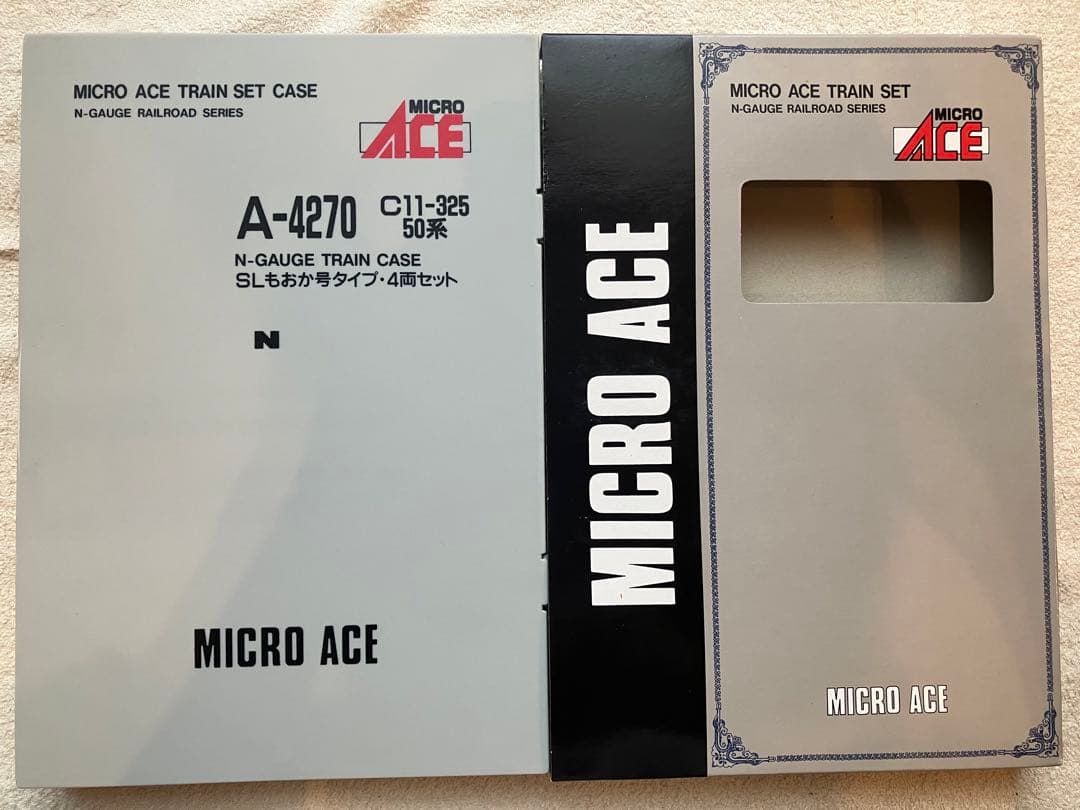 MICRO ACE TRAIN SET CASE
N-GAUGE RAILROAD SERIES
MICRO
ACE
A-4270
C11-325
50系
N-GAUGE TRAIN CASE
SLもおか号タイプ・4両セット
N
MICRO ACE
MICRO ACE
MICRO ACE TRAIN SET
N-GAUGE RAILROAD SERIES
MICRO
ACE
MICRO ACE